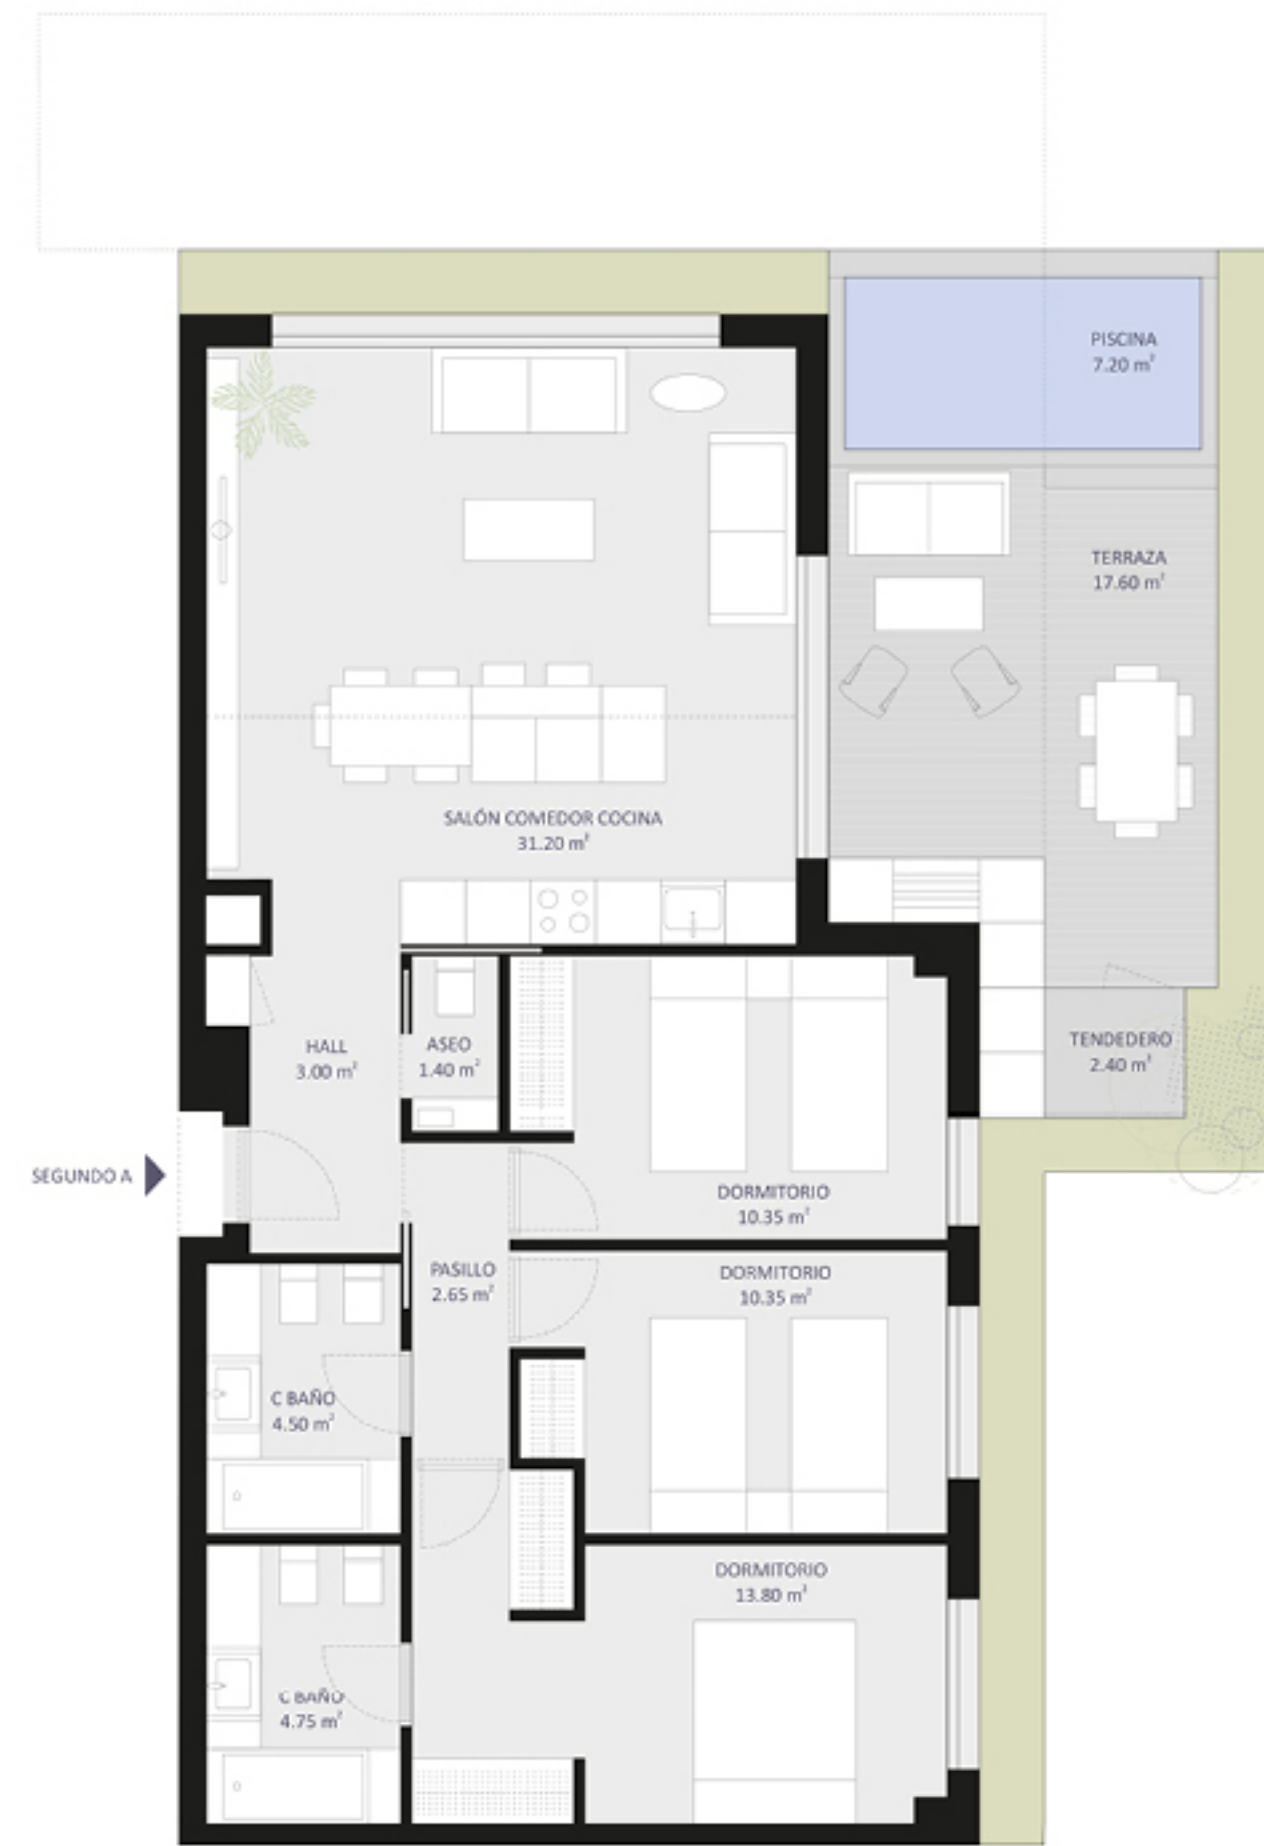 PISCINA
7.20 m²
TERRAZA
17.60 m²
SALÓN COMEDOR COCINA
31.20 m²
HALL
3.00 m²
ASEO
1.40 m²
TENDEDERO
2.40 m²
SEGUNDO A
DORMITORIO
10.35 m²
PASILLO
2.65 m²
DORMITORIO
10.35 m²
C BAÑO
4.50 m²
DORMITORIO
13.80 m²
C BAÑO
4.75 m²